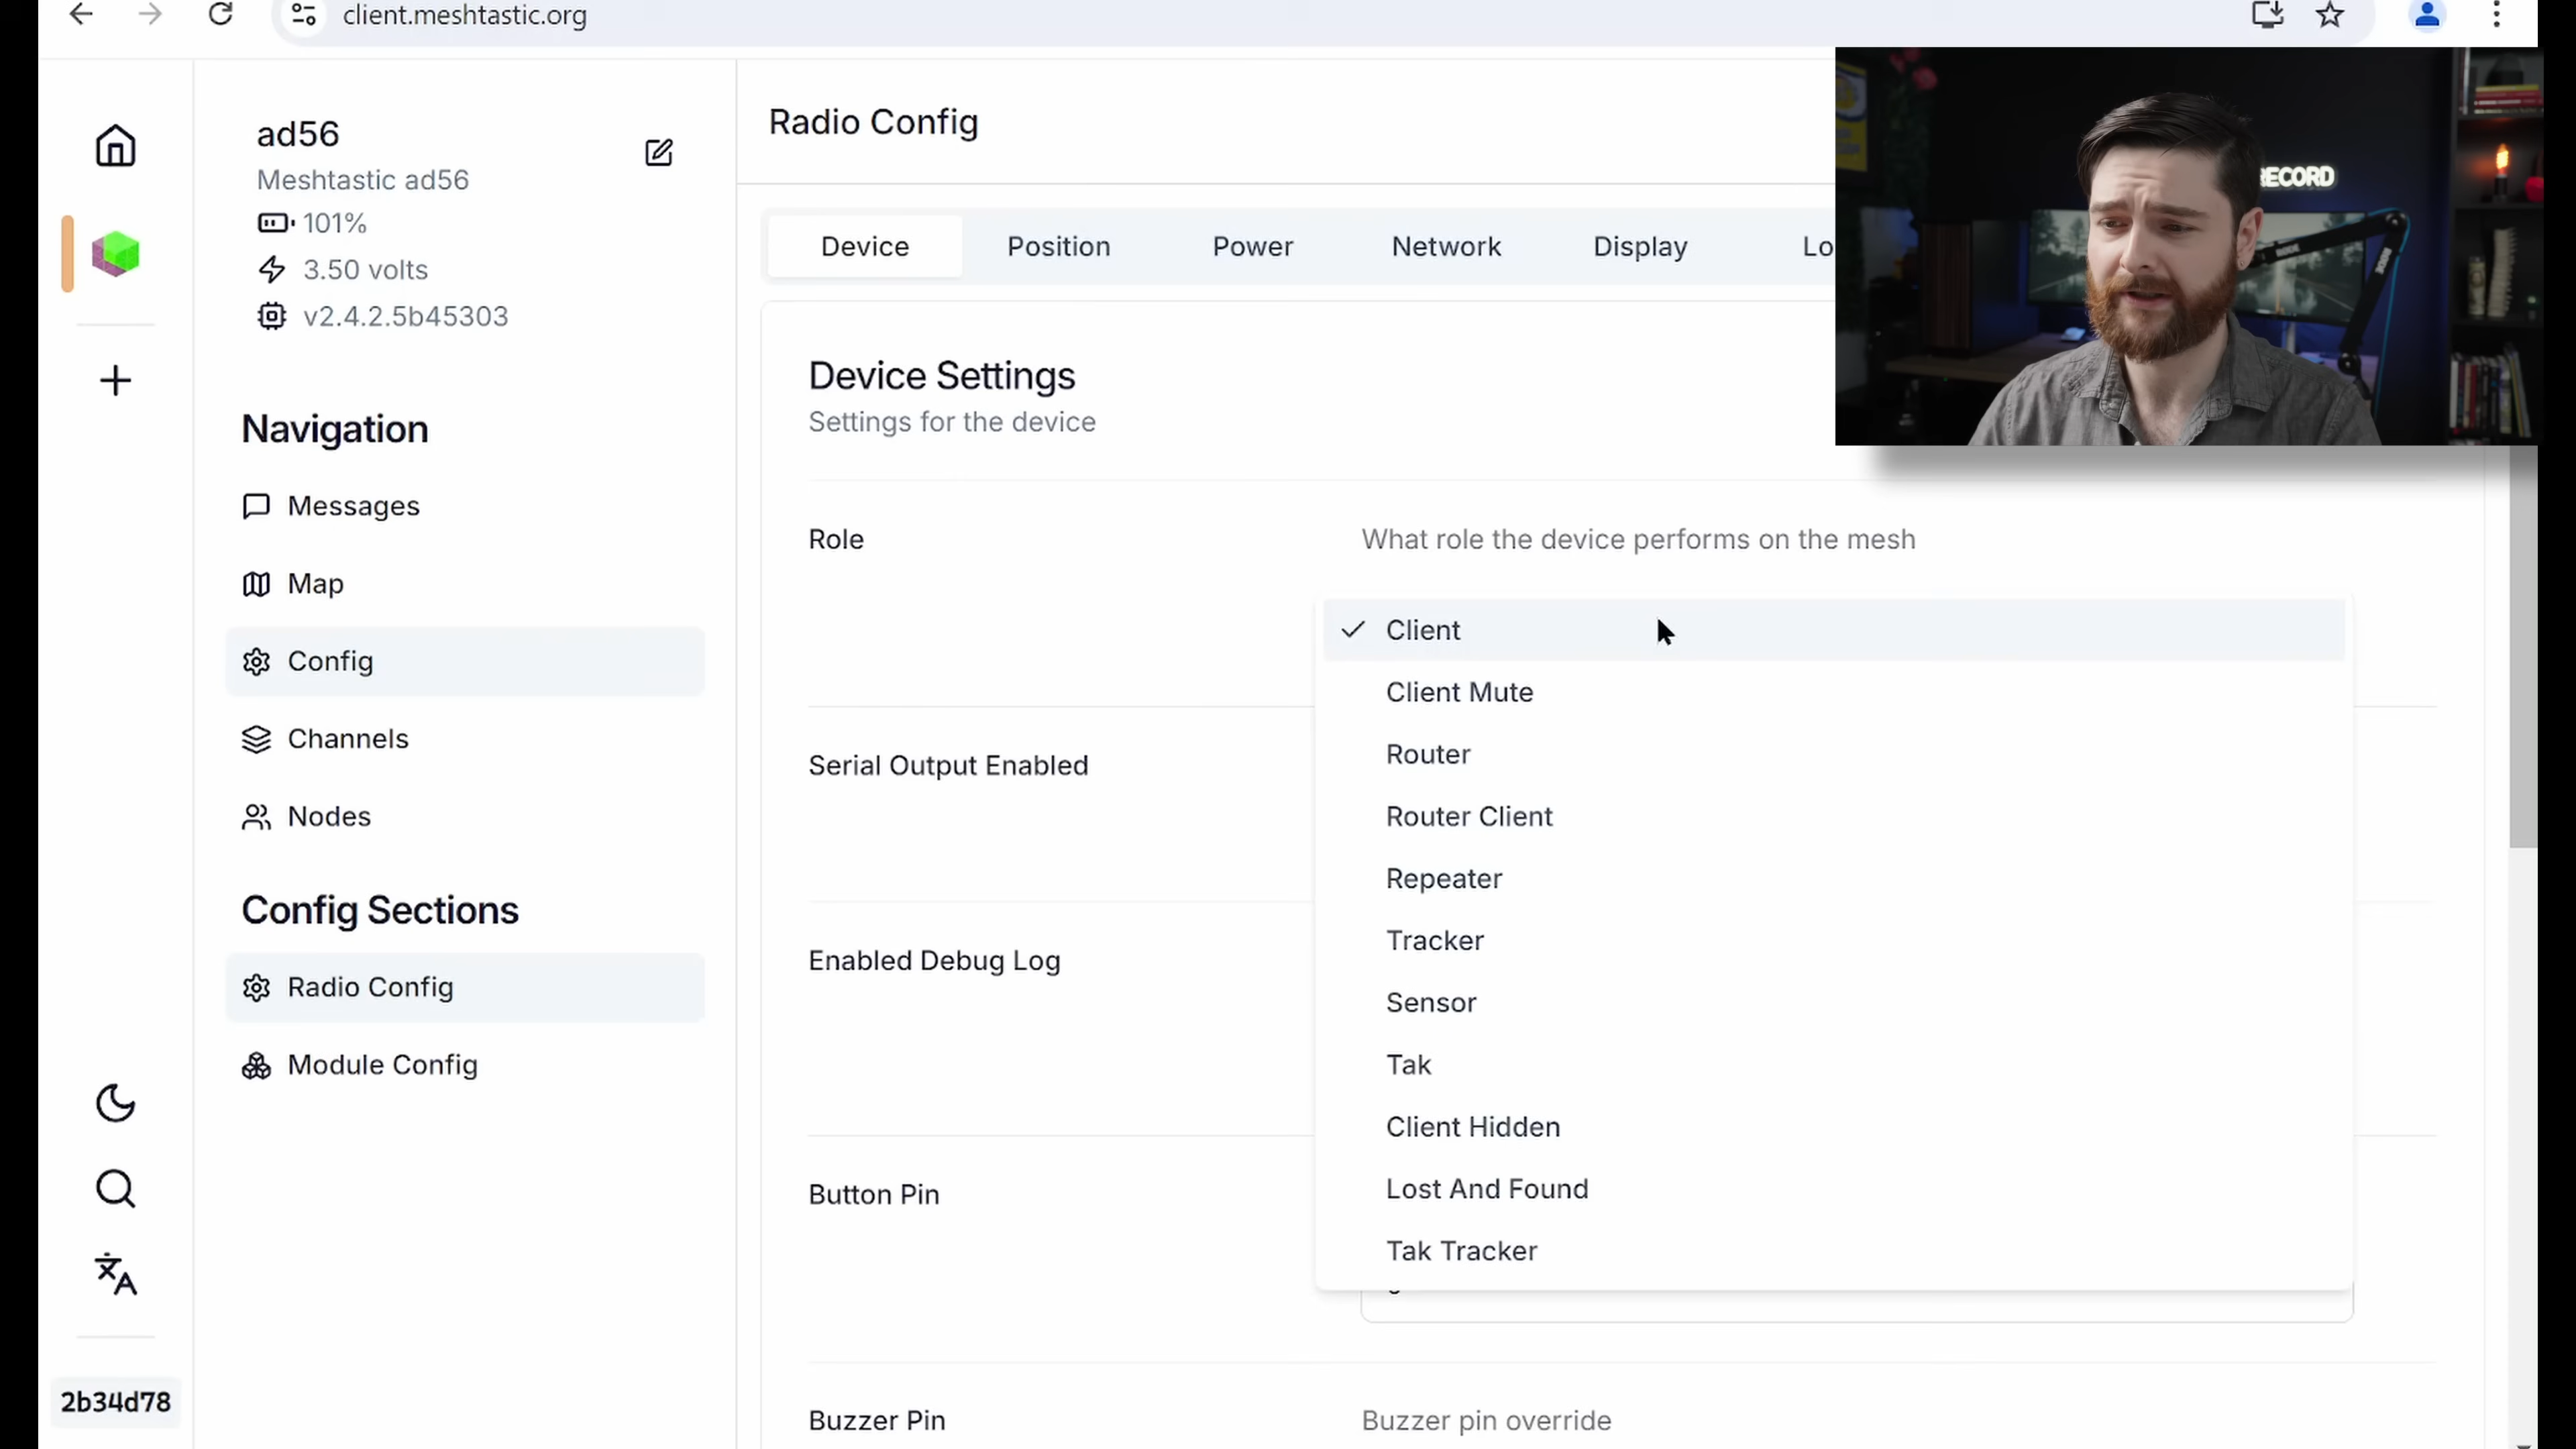 client.meshtastic.org
ad56
Meshtastic ad56
101%
3.50 volts
v2.4.2.5b45303
Navigation
Messages
Map
Config
Channels
Nodes
Config Sections
Radio Config
Module Config
2b34d78
Radio Config
Device
Position
Power
Network
Display
Lo
RECORD
Device Settings
Settings for the device
Role
What role the device performs on the mesh
Client
Client Mute
Router
Router Client
Repeater
Tracker
Sensor
Tak
Client Hidden
Lost And Found
Tak Tracker
Serial Output Enabled
Enabled Debug Log
Button Pin
Buzzer Pin
Buzzer pin override